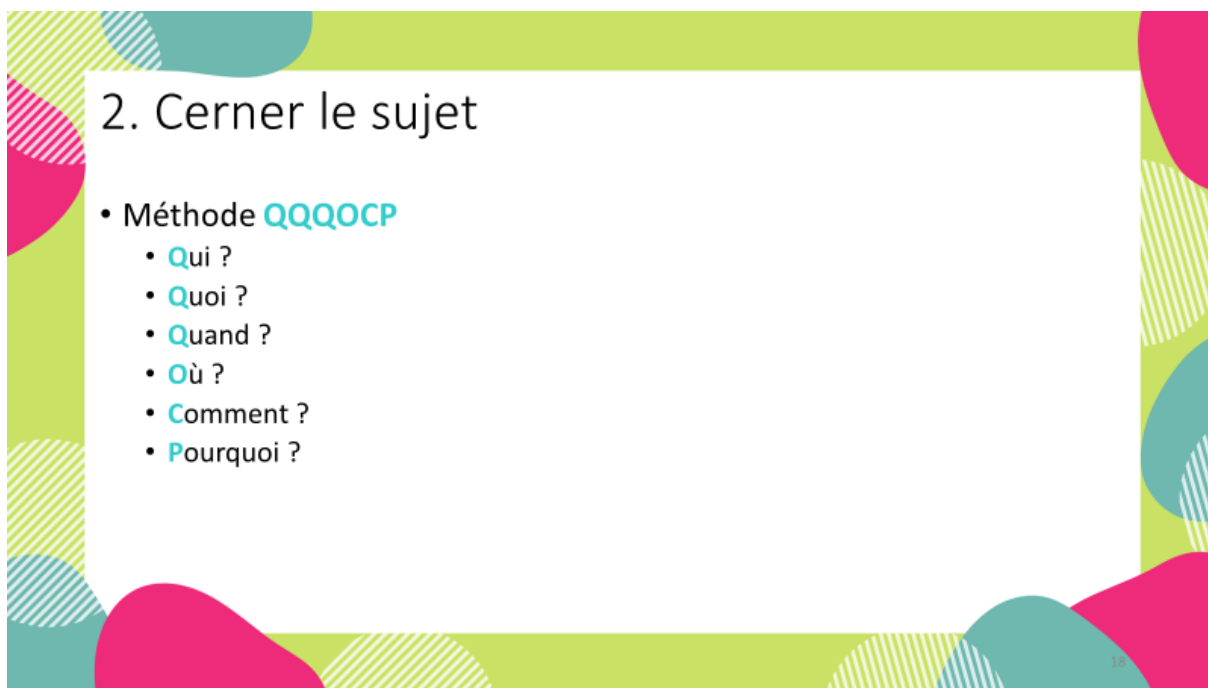 2. Cerner le sujet
• Méthode QQQOCP
• Qui ?
• Quoi ?
• Quand ?
• Où ?
• Comment ?
• Pourquoi ?
18